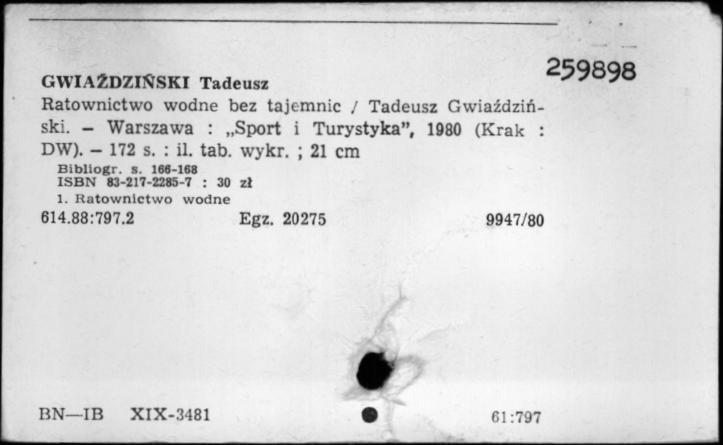 259898
GWIAŹDZIŃSKI Tadeusz
Ratownictwo wodne bez tajemnic / Tadeusz Gwiaździń-
ski. — Warszawa : „Sport i Turystyka”, 1980 (Krak :
DW). — 172 s. : il. tab. wykr. ; 21 cm
Bibliogr. s. 166-168
ISBN 83-217-2285-7 : 30 zł
1. Ratownictwo wodne
614.88:797.2 Egz. 20275 9947/80
BN—IB XIX-3481 61:797